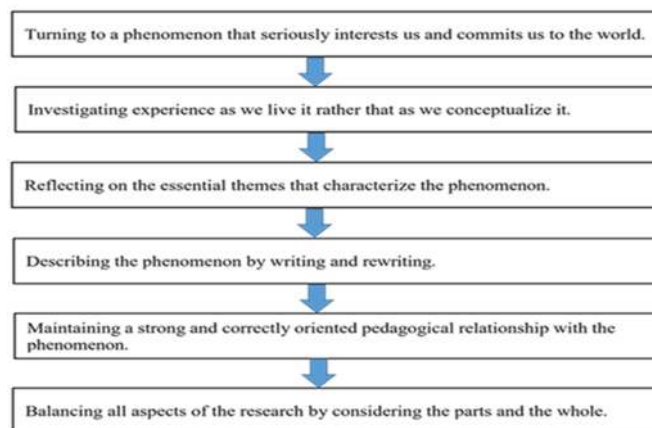 Turning to a phenomenon that seriously interests us and commits us to the world.
Investigating experience as we live it rather that as we conceptualize it.
Reflecting on the essential themes that characterize the phenomenon.
Describing the phenomenon by writing and rewriting.
Maintaining a strong and correctly oriented pedagogical relationship with the
phenomenon.
Balancing all aspects of the research by considering the parts and the whole.